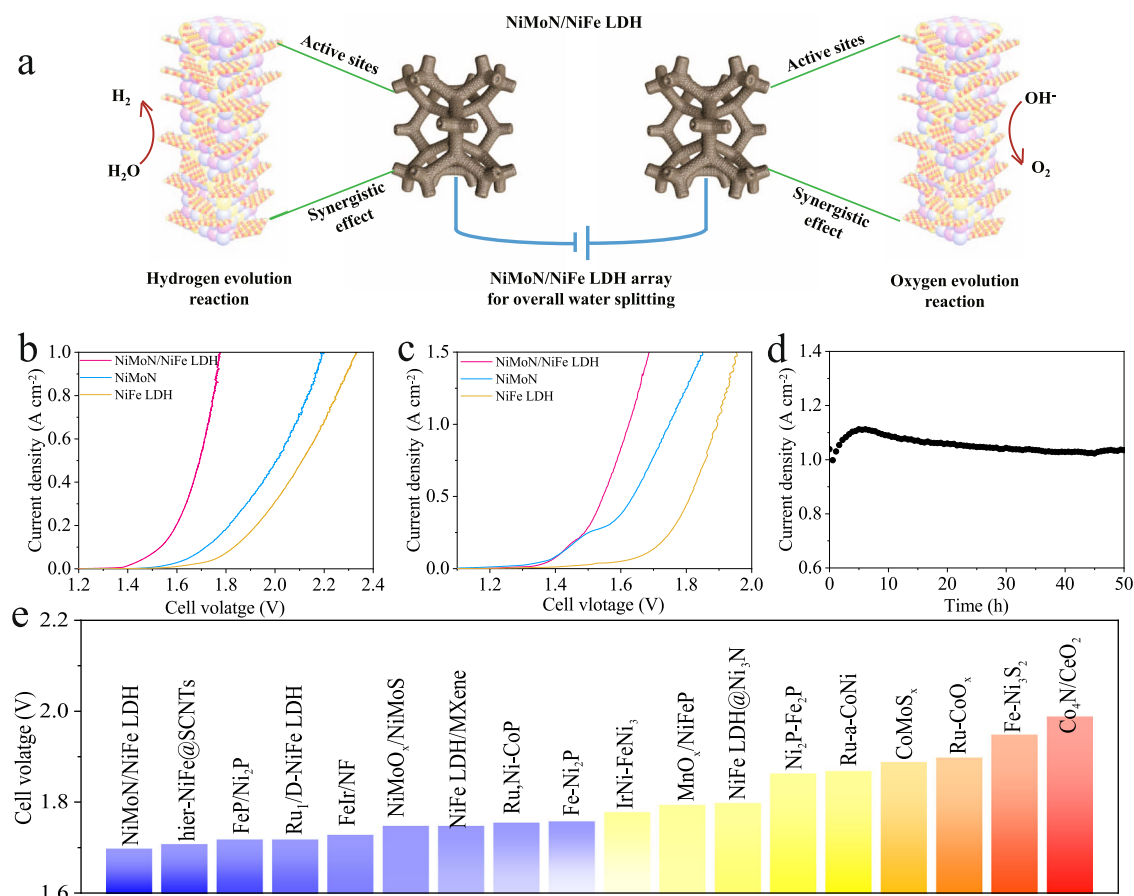 a
NiMoN/NiFe LDH
Active sites
Active sites
H2
H2O
OH-
O2
Synergistic
effect
Synergistic
effect
Hydrogen evolution
reaction
NiMoN/NiFe LDH array
for overall water splitting
Oxygen evolution
reaction
b
NiMoN/NiFe LDH
NiMoN
NiFe LDH
Current density (A cm-2)
1.0
0.8
0.6
0.4
0.2
0.0
1.2 1.4 1.6 1.8 2.0 2.2 2.4
Cell volatge (V)
c
NiMoN/NiFe LDH
NiMoN
NiFe LDH
Current density (A cm-2)
1.5
1.0
0.5
0.0
1.2 1.4 1.6 1.8 2.0
Cell vlotage (V)
d
Current density (A cm-2)
1.4
1.2
1.0
0.8
0.6
0 10 20 30 40 50
Time (h)
e
Cell volatge (V)
2.2
2.0
1.8
1.6
NiMoN/NiFe LDH
hier-NiFe@SCNTs
FeP/Ni2P
Ru1/D-NiFe LDH
FeIr/NF
NiMoOx/NiMoS
NiFe LDH/MXene
Ru,Ni-CoP
Fe-Ni2P
IrNi-FeNi3
MnOx/NiFeP
NiFe LDH@Ni3N
Ni2P-Fe2P
Ru-a-CoNi
CoMoSx
Ru-CoOx
Fe-Ni3S2
Co4N/CeO2